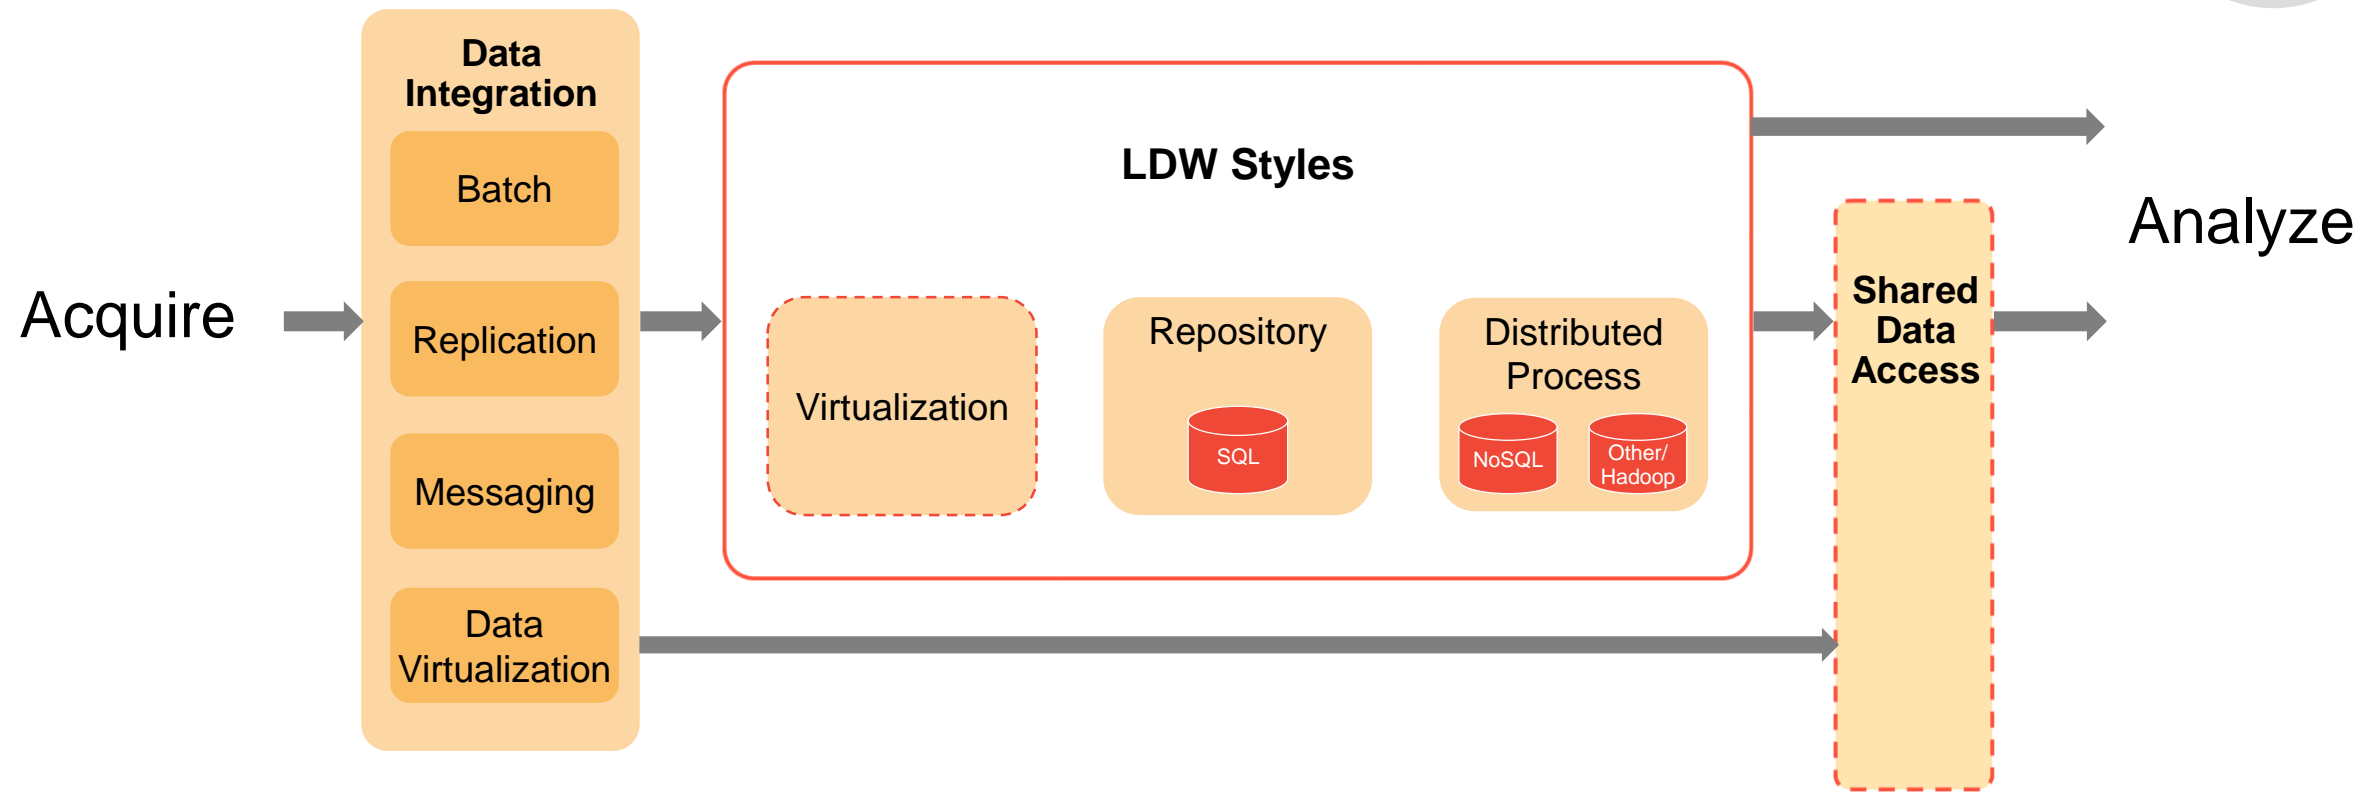 Acquire
Data
Integration
Batch
Replication
Messaging
Data
Virtualization
LDW Styles
Virtualization
Repository
SQL
Distributed
Process
NoSQL
Other/
Hadoop
Shared
Data
Access
Analyze